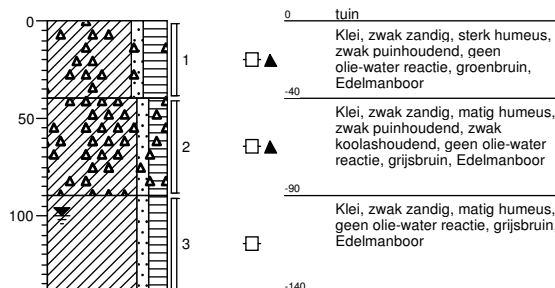 0
50
100
1
2
3
0
tuin
Klei, zwak zandig, sterk humeus,
zwak puinhoudend, geen
olie-water reactie, groenbruin,
Edelmanboor
-40
Klei, zwak zandig, matig humeus,
zwak puinhoudend, zwak
koolashoudend, geen olie-water
reactie, grijsbruin, Edelmanboor
-90
Klei, zwak zandig, matig humeus,
geen olie-water reactie, grijsbruin,
Edelmanboor
-140